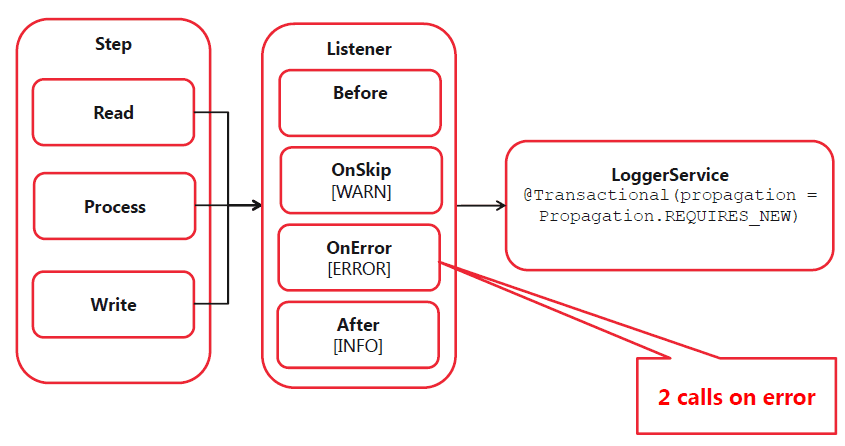 Step
Read
Process
Write
Listener
Before
OnSkip
[WARN]
OnError
[ERROR]
After
[INFO]
LoggerService
@Transactional(propagation =
Propagation.REQUIRES_NEW)
2 calls on error